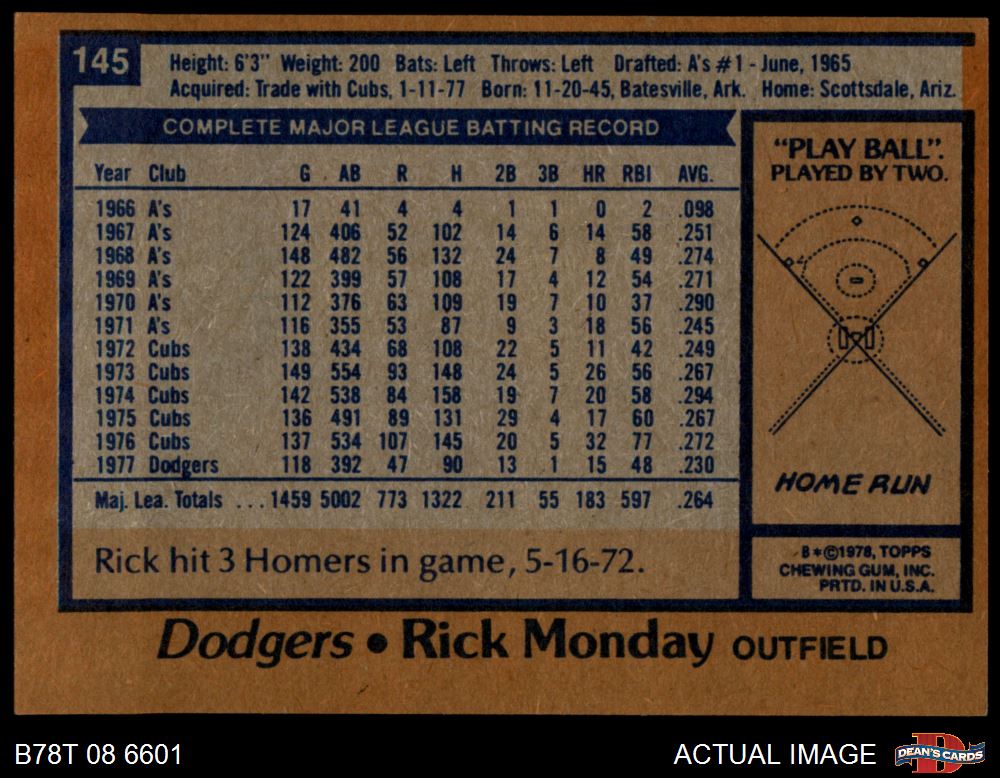 145
Height: 6'3" Weight: 200 Bats: Left Throws: Left Drafted: A's #1 - June, 1965
Acquired: Trade with Cubs, 1-11-77 Born: 11-20-45, Batesville, Ark. Home: Scottsdale, Ariz.
COMPLETE MAJOR LEAGUE BATTING RECORD
Year Club G AB R H 2B 3B HR RBI AVG.
1966 A's 17 41 4 4 1 1 0 2 .098
1967 A's 124 406 52 102 14 6 14 58 .251
1968 A's 148 482 56 132 24 7 8 49 .274
1969 A's 122 399 57 108 17 4 12 54 .271
1970 A's 112 376 63 109 19 7 10 37 .290
1971 A's 116 355 53 87 9 3 18 56 .245
1972 Cubs 138 434 68 108 22 5 11 42 .249
1973 Cubs 149 554 93 148 24 5 26 56 .267
1974 Cubs 142 538 84 158 19 7 20 58 .294
1975 Cubs 136 491 89 131 29 4 17 60 .267
1976 Cubs 137 534 107 145 20 5 32 77 .272
1977 Dodgers 118 392 47 90 13 1 15 48 .230
Maj. Lea. Totals ... 1459 5002 773 1322 211 55 183 597 .264
Rick hit 3 Homers in game, 5-16-72.
"PLAY BALL".
PLAYED BY TWO.
HOME RUN
B*©1978, TOPPS
CHEWING GUM, INC.
PRTD. IN U.S.A.
Dodgers • Rick Monday OUTFIELD
B78T 08 6601
ACTUAL IMAGE
DEAN'S CARDS